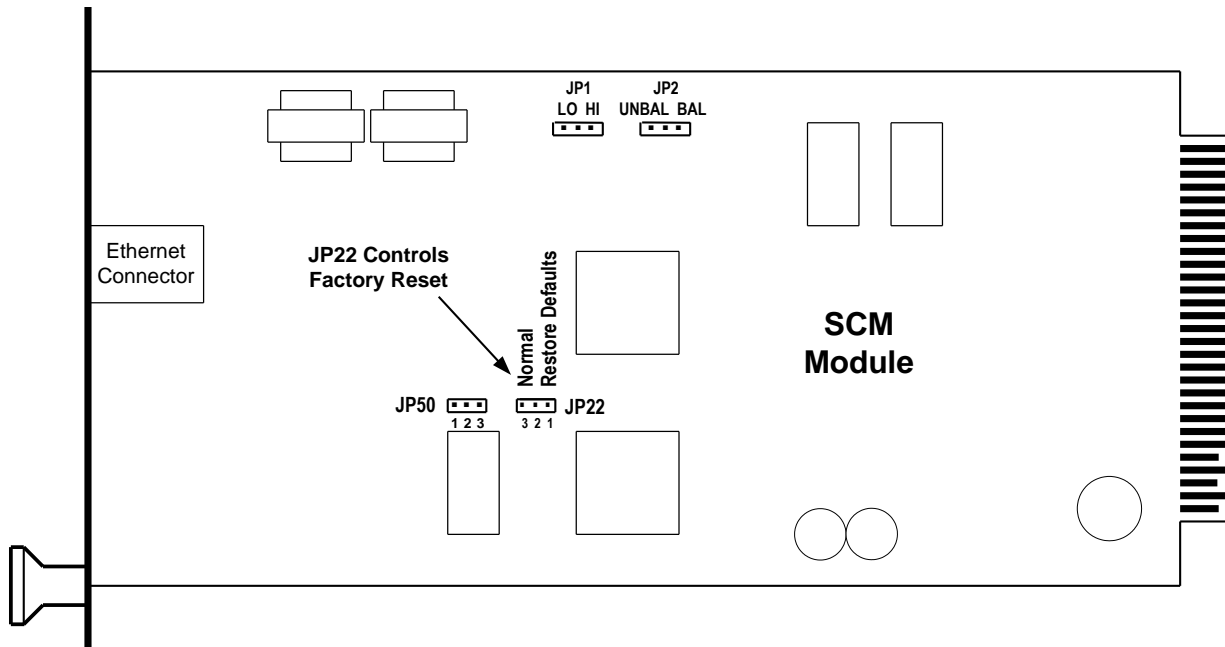 JP1
LO HI
JP2
UNBAL BAL
Ethernet
Connector
JP22 Controls
Factory Reset
Normal
Restore Defaults
SCM
Module
JP50
1 2 3
JP22
3 2 1